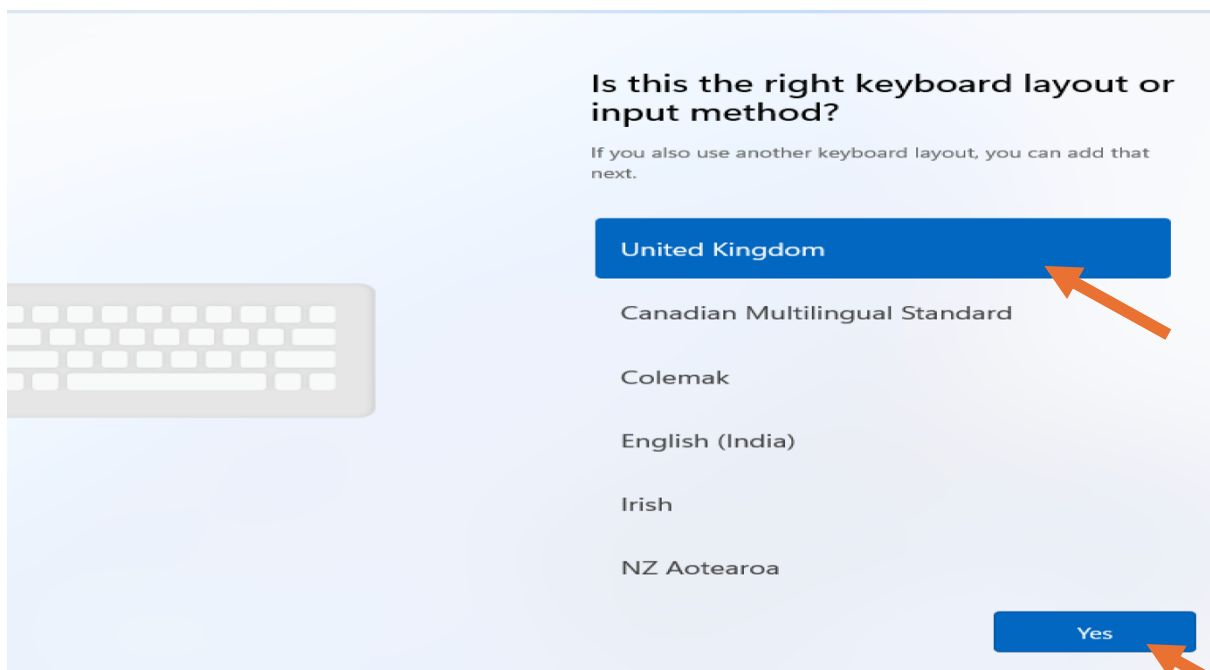 Is this the right keyboard layout or
input method?
If you also use another keyboard layout, you can add that
next.
United Kingdom
Canadian Multilingual Standard
Colemak
English (India)
Irish
NZ Aotearoa
Yes